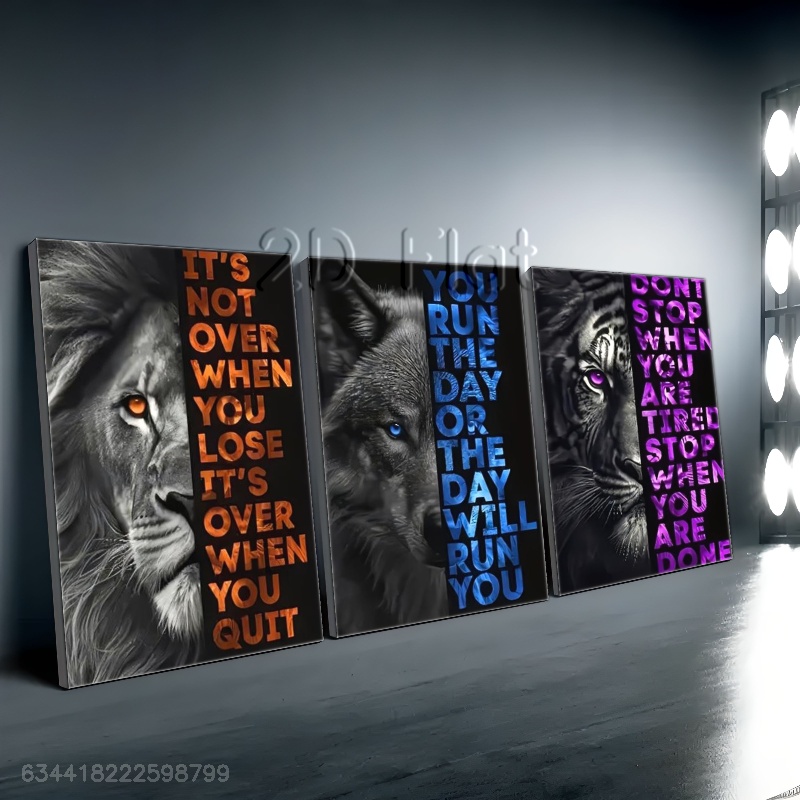 2D Flat
IT'S
NOT
OVER
WHEN
YOU
LOSE
IT'S
OVER
WHEN
YOU
QUIT
YOU
RUN
THE
DAY
OR
THE
DAY
WILL
RUN
YOU
DONT
STOP
WHEN
YOU
ARE
TIRED
STOP
WHEN
YOU
ARE
DONE
634418222598799